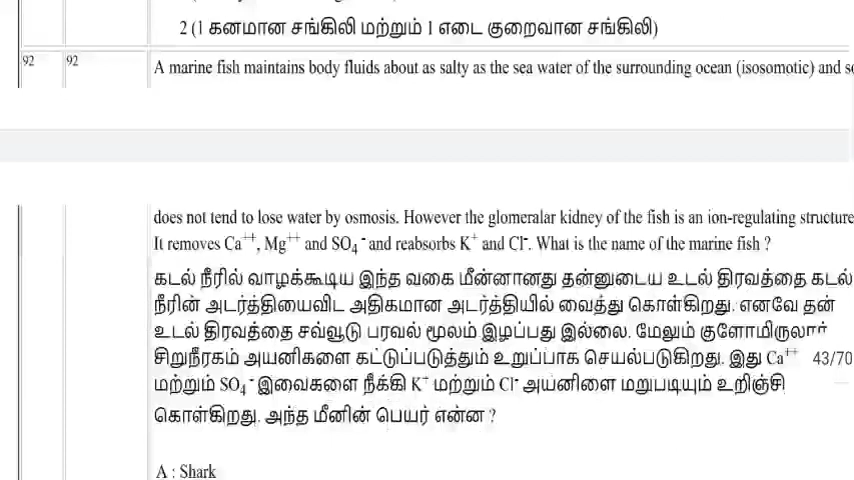 2 (1 கனமான சங்கிலி மற்றும் 1 எடை குறைவான சங்கிலி)
92 92 A marine fish maintains body fluids about as salty as the sea water of the surrounding ocean (isosomotic) and
does not tend to lose water by osmosis. However the glomeralar kidney of the fish is an ion-regulating structure
It removes Ca++, Mg++ and SO4 - and reabsorbs K+ and Cl-. What is the name of the marine fish ?
கடல் நீரில் வாழக்கூடிய இந்த வகை மீன்னானது தன்னுடைய உடல் திரவத்தை கடல்
நீரின் அடர்த்தியைவிட அதிகமான அடர்த்தியில் வைத்து கொள்கிறது. எனவே தன்
உடல் திரவத்தை சவ்வூடு பரவல் மூலம் இழப்பது இல்லை. மேலும் குளோமிருலார்
சிறுநீரகம் அயனிகளை கட்டுப்படுத்தும் உறுப்பாக செயல்படுகிறது. இது Ca++ 43/70
மற்றும் SO4 - இவைகளை நீக்கி K+ மற்றும் Cl- அயனிளை மறுபடியும் உறிஞ்சி
கொள்கிறது. அந்த மீனின் பெயர் என்ன ?
A : Shark